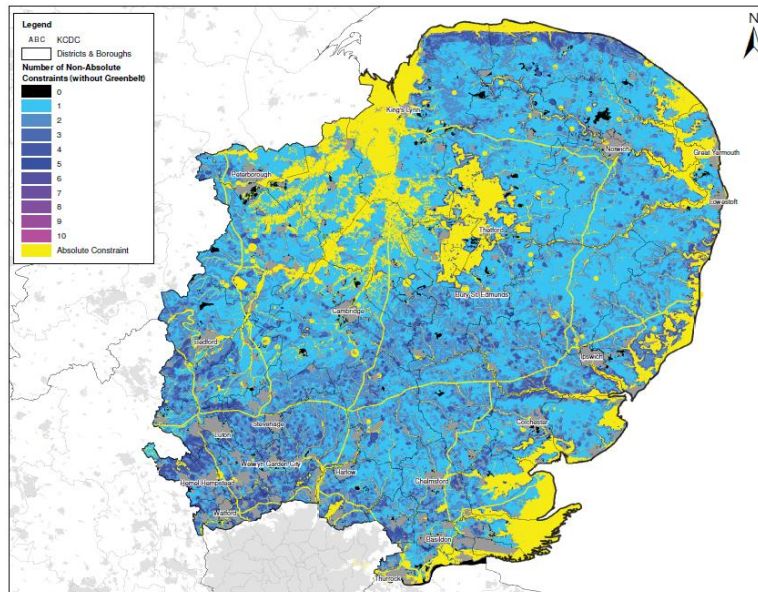 Legend
ABC KCDC
Districts & Boroughs
Number of Non-Absolute
Constraints (without Greenbelt)
0
1
2
3
4
5
6
7
8
9
10
Absolute Constraint
N
King's Lynn
Norwich
Great Yarmouth
Peterborough
Lowestoft
Thetford
Bury St. Edmunds
Cambridge
Bedford
Ipswich
Colchester
Stevenage
Luton
Welwyn Garden City
Harlow
Hemel Hempstead
Chelmsford
Watford
Basildon
Thurrock